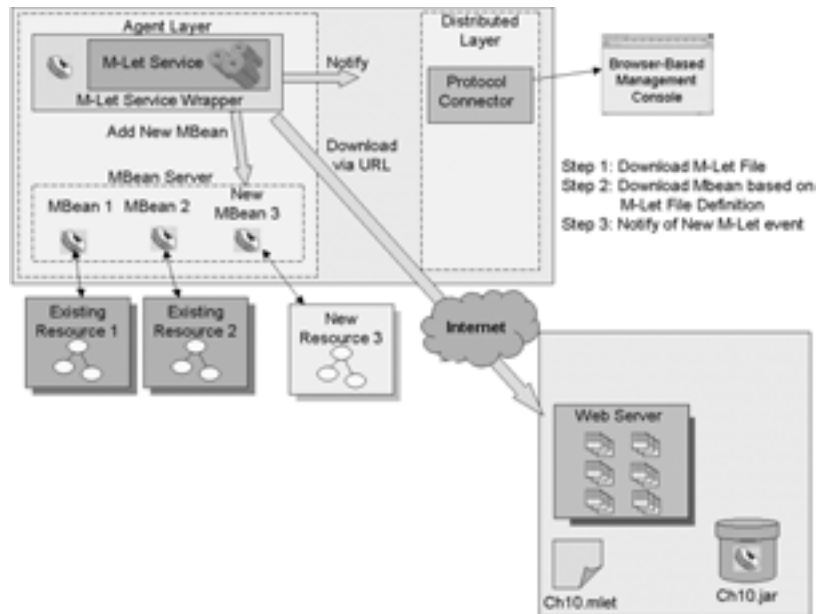 Agent Layer
M-Let Service
M-Let Service Wrapper
Notify
Add New MBean
Download
via URL
MBean Server
MBean 1
MBean 2
New
MBean 3
Distributed
Layer
Protocol
Connector
Browser-Based
Management
Console
Step 1: Download M-Let File
Step 2: Download Mbean based on
M-Let File Definition
Step 3: Notify of New M-Let event
Existing
Resource 1
Existing
Resource 2
New
Resource 3
Internet
Web Server
Ch10.mlet
Ch10.jar